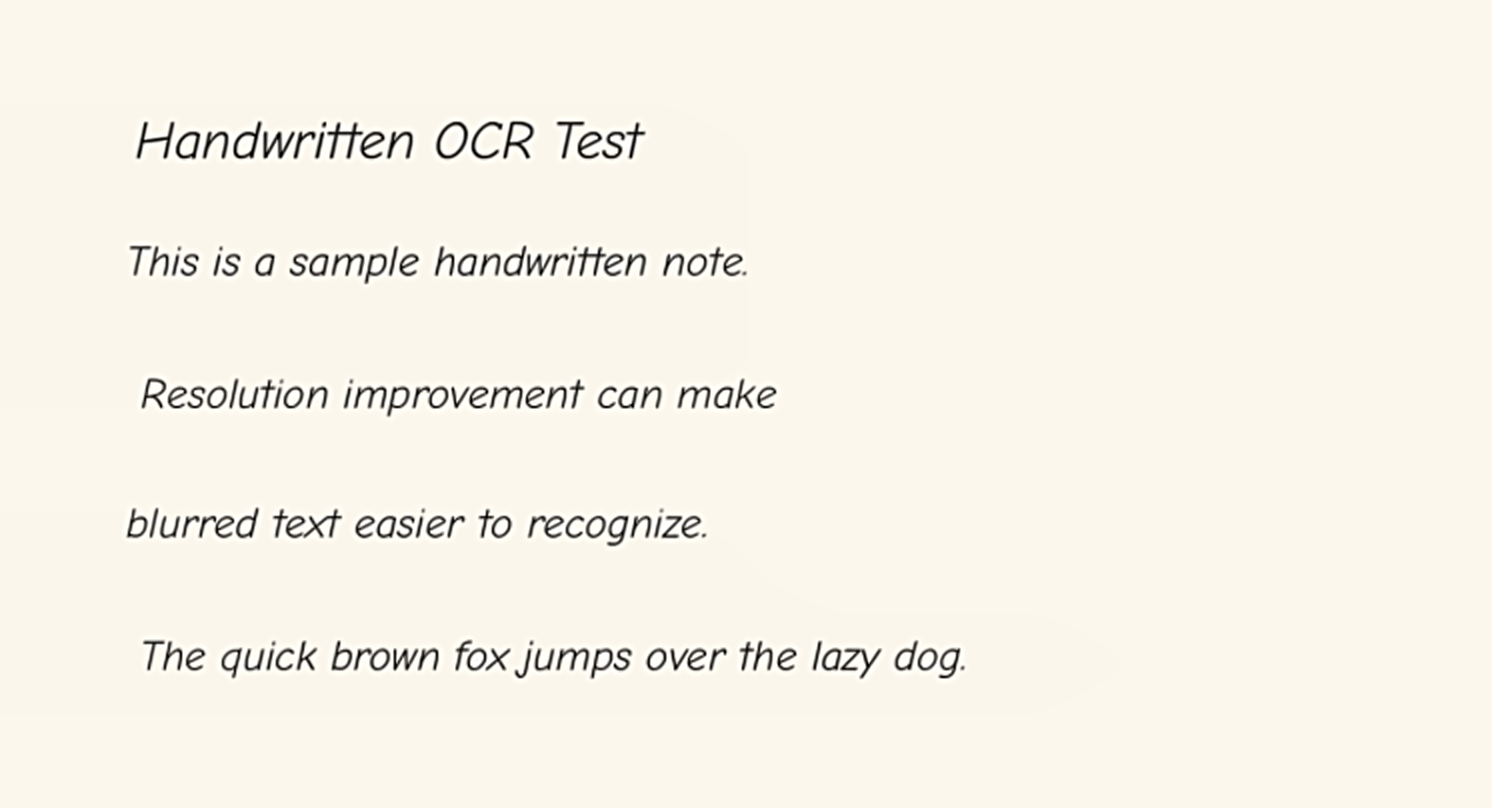 Handwritten OCR Test
This is a sample handwritten note.
Resolution improvement can make
blurred text easier to recognize.
The quick brown fox jumps over the lazy dog.